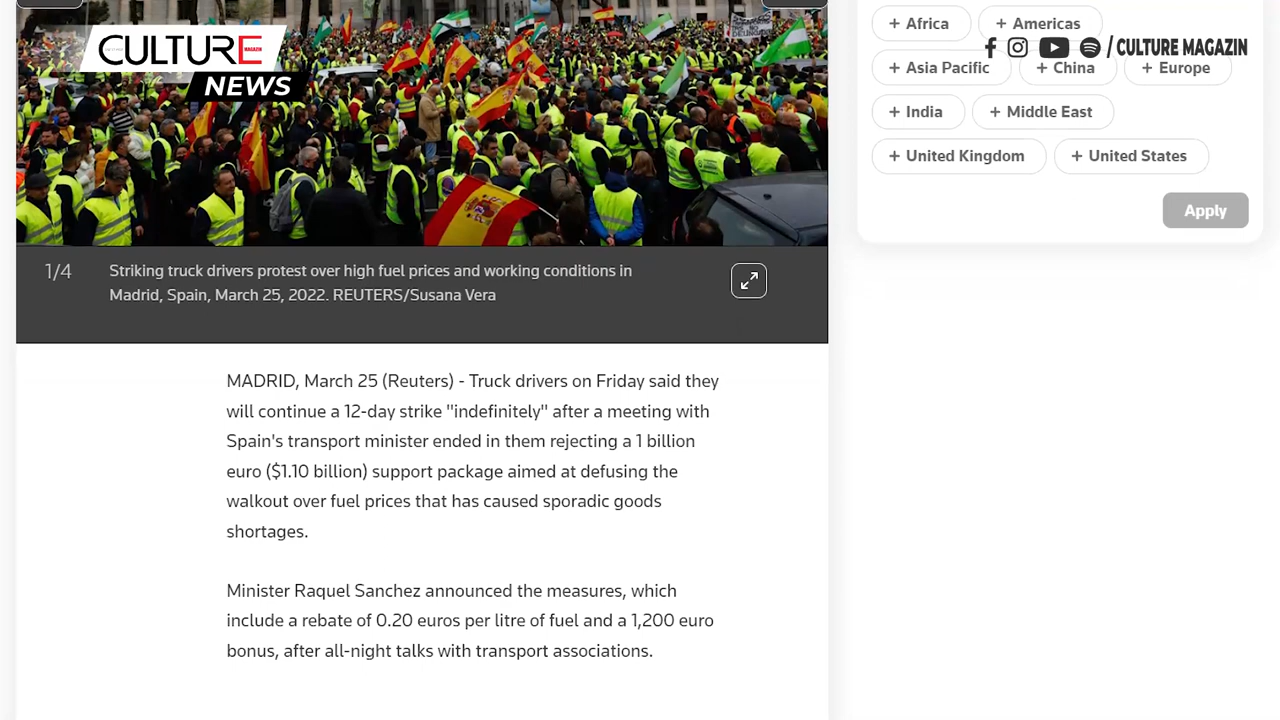 CULTURE
MAGAZIN
NEWS
+ Africa
+ Americas
/ CULTURE MAGAZIN
+ Asia Pacific
+ China
+ Europe
+ India
+ Middle East
+ United Kingdom
+ United States
Apply
1/4
Striking truck drivers protest over high fuel prices and working conditions in
Madrid, Spain, March 25, 2022. REUTERS/Susana Vera
MADRID, March 25 (Reuters) - Truck drivers on Friday said they
will continue a 12-day strike "indefinitely" after a meeting with
Spain's transport minister ended in them rejecting a 1 billion
euro ($1.10 billion) support package aimed at defusing the
walkout over fuel prices that has caused sporadic goods
shortages.
Minister Raquel Sanchez announced the measures, which
include a rebate of 0.20 euros per litre of fuel and a 1,200 euro
bonus, after all-night talks with transport associations.